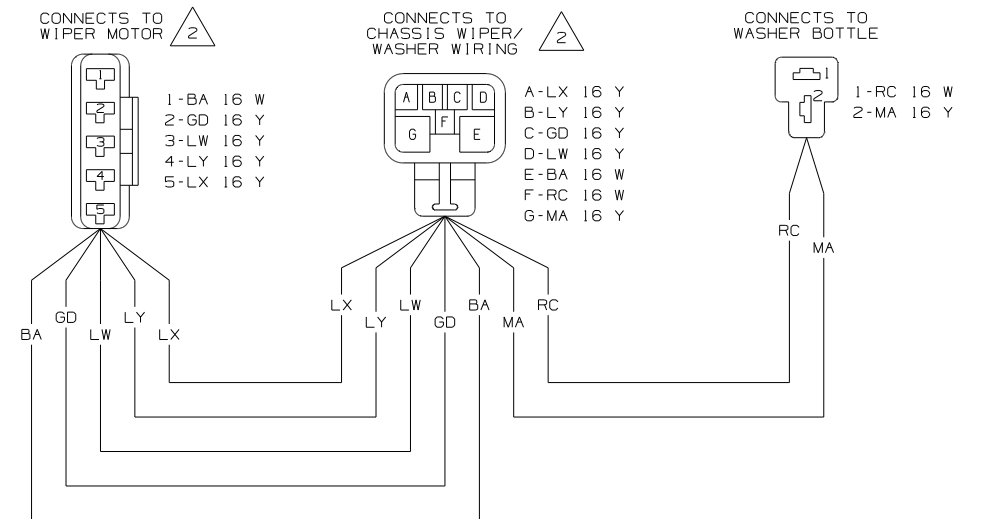 CONNECTS TO
WIPER MOTOR
2
1
2
3
4
5
1-BA 16 W
2-GD 16 Y
3-LW 16 Y
4-LY 16 Y
5-LX 16 Y
CONNECTS TO
CHASSIS WIPER/
WASHER WIRING
2
A B C D
F
G E
A-LX 16 Y
B-LY 16 Y
C-GD 16 Y
D-LW 16 Y
E-BA 16 W
F-RC 16 W
G-MA 16 Y
CONNECTS TO
WASHER BOTTLE
1
2
1-RC 16 W
2-MA 16 Y
RC
MA
BA
GD
LW
LY
LX
LX
LY
LW
GD
BA
MA
RC